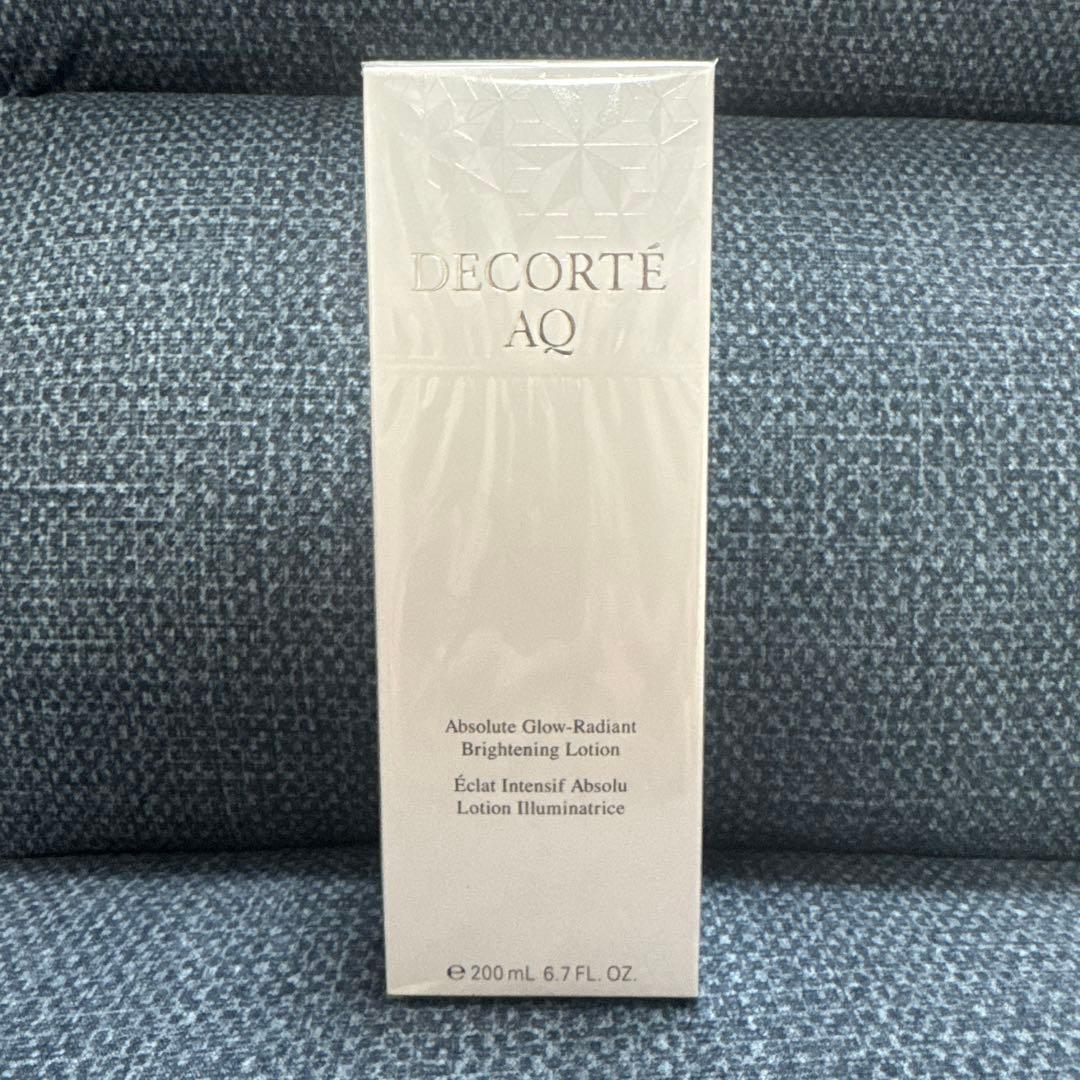 DECORTÉ
AQ
Absolute Glow-Radiant
Brightening Lotion
Éclat Intensif Absolu
Lotion Illuminatrice
℮ 200 mL 6.7 FL. OZ.